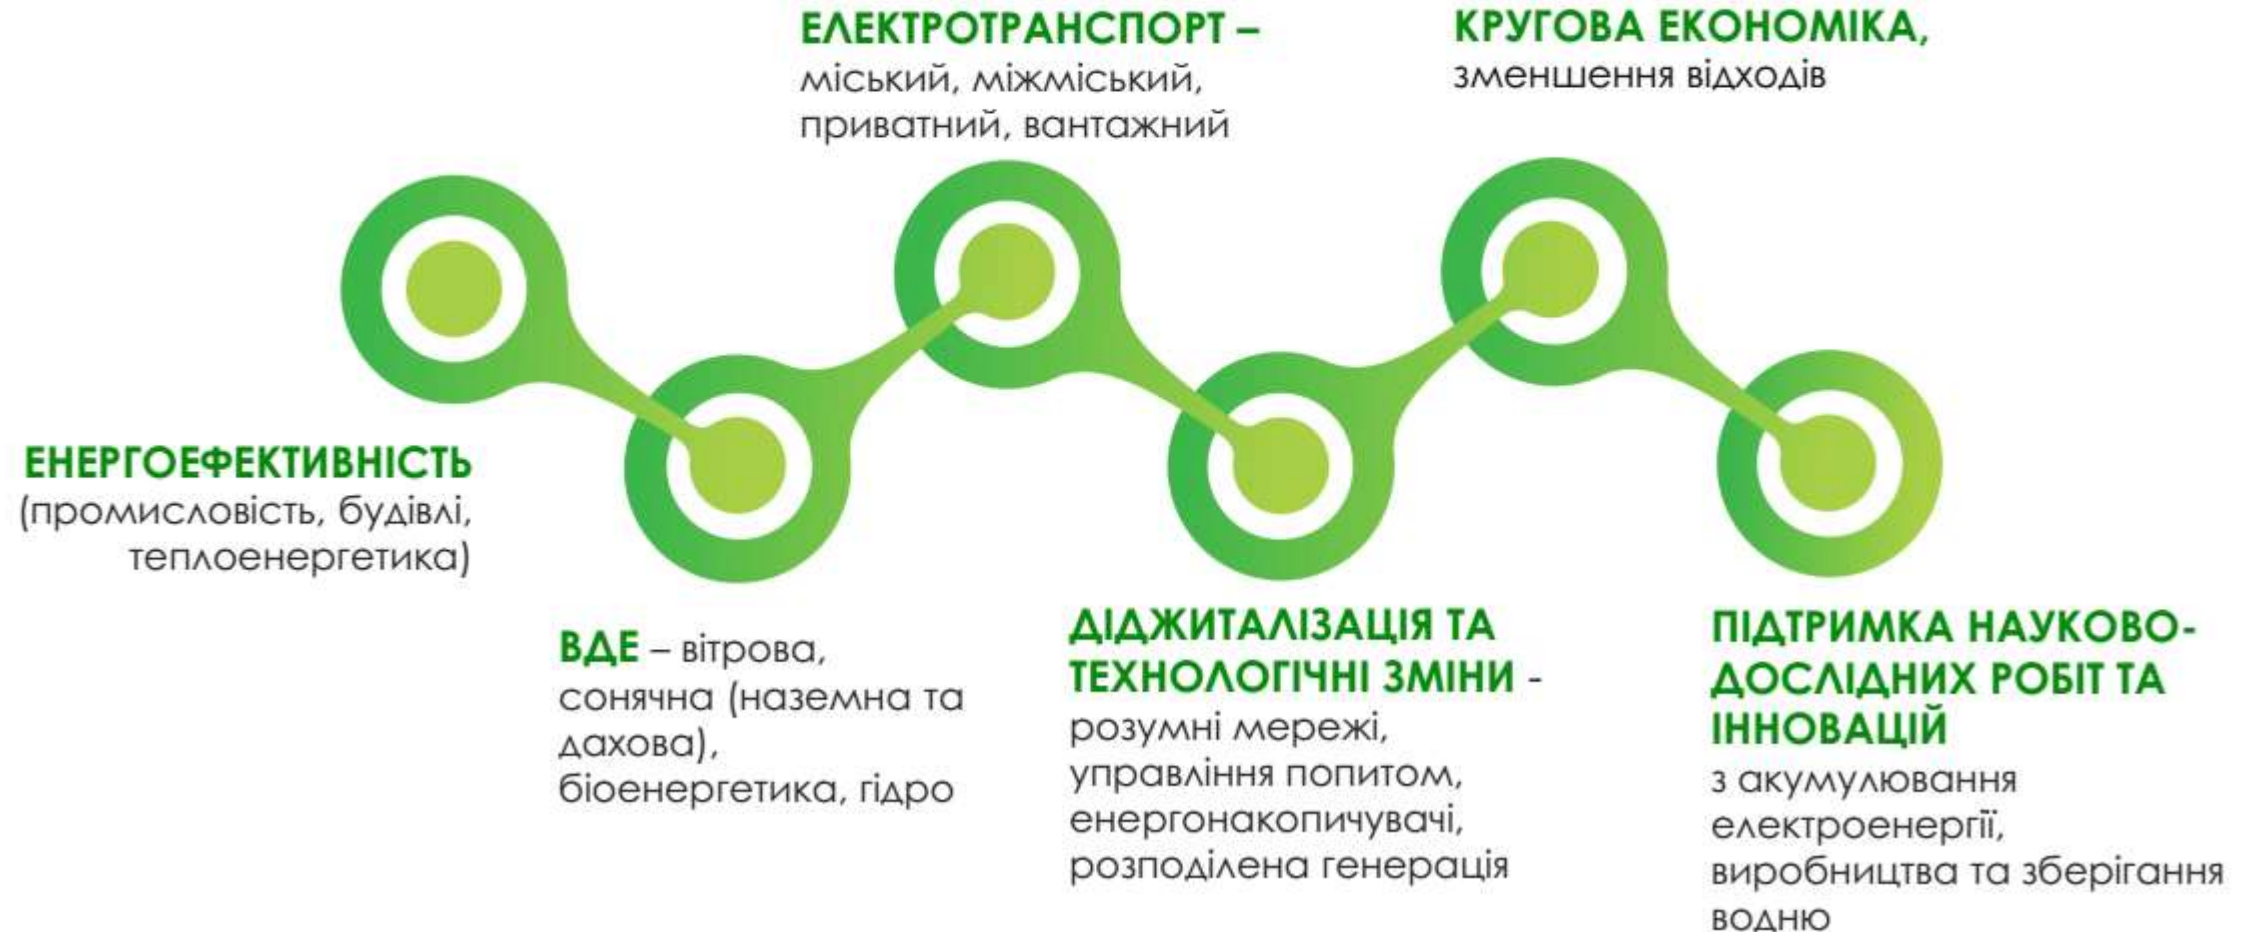 ЕНЕРГОЕФЕКТИВНІСТЬ
(промисловість, будівлі,
теплоенергетика)
ВДЕ – вітрова,
сонячна (наземна та
дахова),
біоенергетика, гідро
ЕЛЕКТРОТРАНСПОРТ –
міський, міжміський,
приватний, вантажний
ДІДЖИТАЛІЗАЦІЯ ТА
ТЕХНОЛОГІЧНІ ЗМІНИ -
розумні мережі,
управління попитом,
енергонакопичувачі,
розподілена генерація
КРУГОВА ЕКОНОМІКА,
зменшення відходів
ПІДТРИМКА НАУКОВО-
ДОСЛІДНИХ РОБІТ ТА
ІННОВАЦІЙ
з акумулювання
електроенергії,
виробництва та зберігання
водню